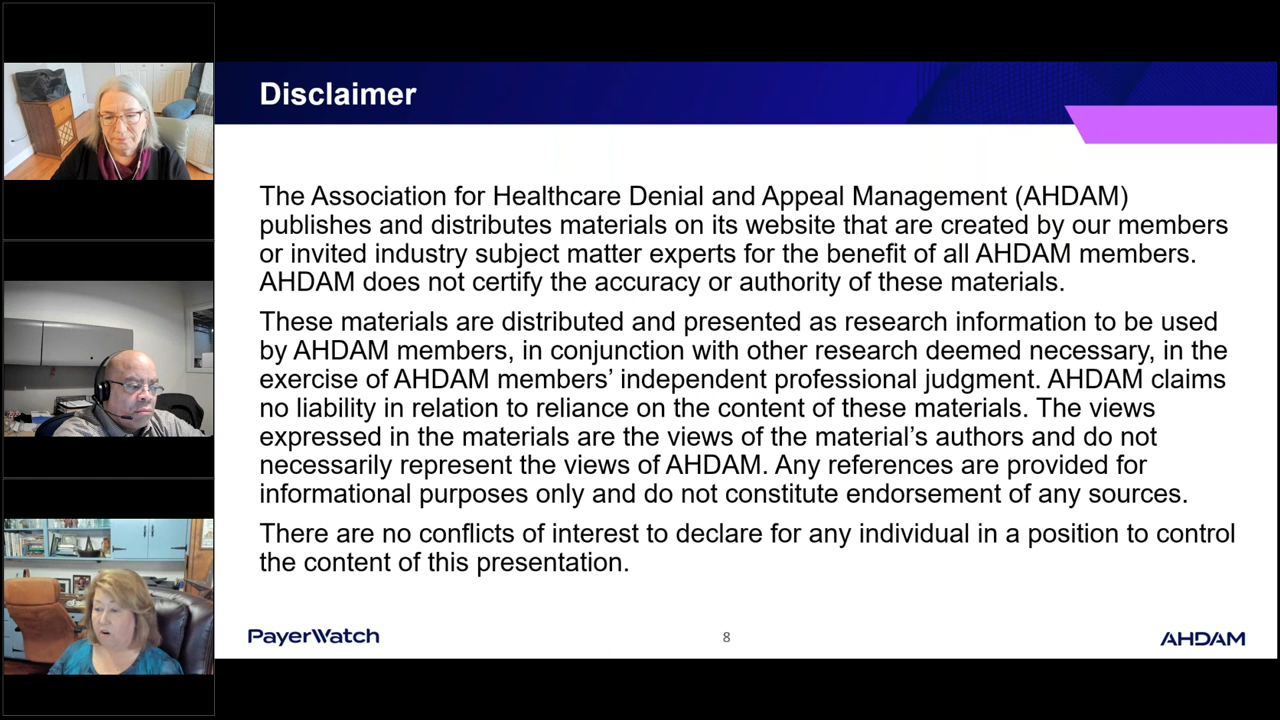 Disclaimer
The Association for Healthcare Denial and Appeal Management (AHDAM)
publishes and distributes materials on its website that are created by our members
or invited industry subject matter experts for the benefit of all AHDAM members.
AHDAM does not certify the accuracy or authority of these materials.
These materials are distributed and presented as research information to be used
by AHDAM members, in conjunction with other research deemed necessary, in the
exercise of AHDAM members’ independent professional judgment. AHDAM claims
no liability in relation to reliance on the content of these materials. The views
expressed in the materials are the views of the material’s authors and do not
necessarily represent the views of AHDAM. Any references are provided for
informational purposes only and do not constitute endorsement of any sources.
There are no conflicts of interest to declare for any individual in a position to control
the content of this presentation.
PayerWatch
8
AHDAM